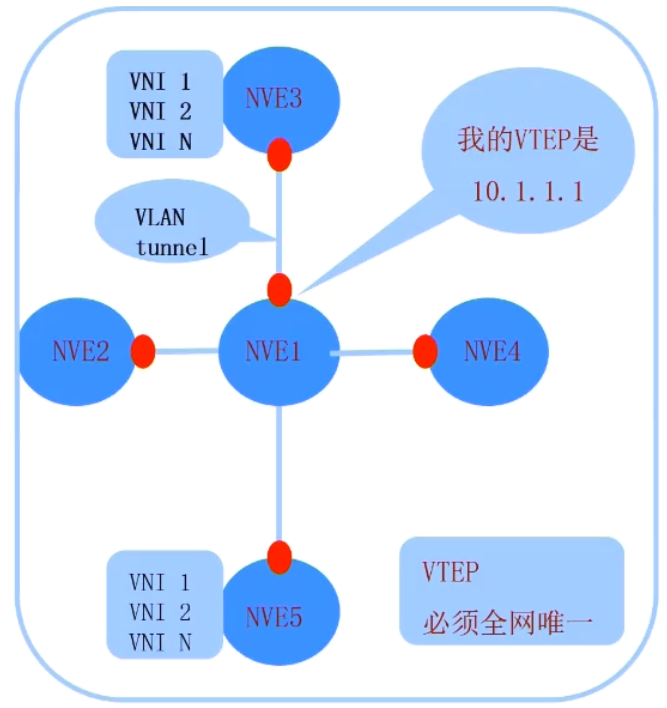 VNI 1
VNI 2
VNI N
NVE3
我的VTEP是
10.1.1.1
VLAN
tunnel
NVE2
NVE1
NVE4
VNI 1
VNI 2
VNI N
NVE5
VTEP
必须全网唯一